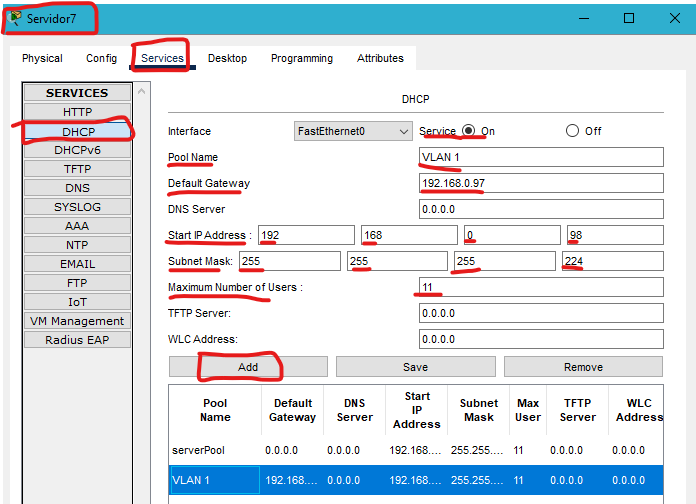 Servidor7
Physical Config Services Desktop Programming Attributes
SERVICES
HTTP
DHCP
DHCPv6
TFTP
DNS
SYSLOG
AAA
NTP
EMAIL
FTP
IoT
VM Management
Radius EAP
DHCP
Interface FastEthernet0 Service On Off
Pool Name VLAN 1
Default Gateway 192.168.0.97
DNS Server 0.0.0.0
Start IP Address : 192 168 0 98
Subnet Mask: 255 255 255 224
Maximum Number of Users : 11
TFTP Server: 0.0.0.0
WLC Address: 0.0.0.0
Add Save Remove
Pool Name Default Gateway DNS Server Start IP Address Subnet Mask Max User TFTP Server WLC Address
serverPool 0.0.0.0 0.0.0.0 192.168.... 255.255.... 11 0.0.0.0 0.0.0.0
VLAN 1 192.168.... 0.0.0.0 192.168.... 255.255.... 11 0.0.0.0 0.0.0.0